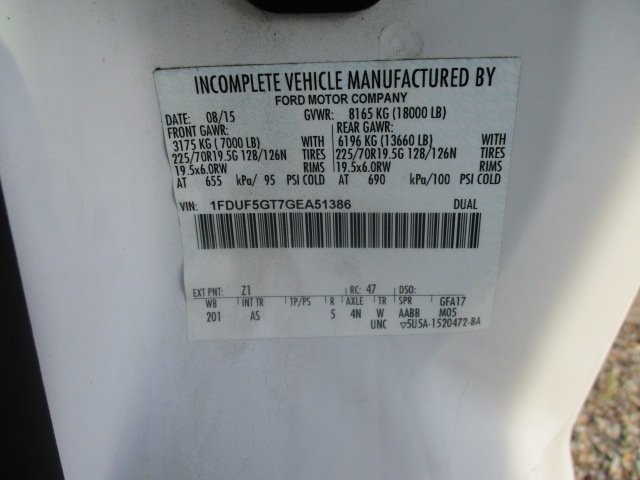 INCOMPLETE VEHICLE MANUFACTURED BY
FORD MOTOR COMPANY
DATE: 08/15 GVWR: 8165 KG (18000 LB)
FRONT GAWR: REAR GAWR:
3175 KG (7000 LB) WITH 6196 KG (13660 LB) WITH
225/70R19.5G 128/126N TIRES 225/70R19.5G 128/126N TIRES
19.5x6.0RW RIMS 19.5x6.0RW RIMS
AT 655 kPa/ 95 PSI COLD AT 690 kPa/100 PSI COLD
VIN: 1FDUF5GT7GEA51386 DUAL
EXT PNT: Z1 RC: 47 DSO:
WB INT TR TP/PS R AXLE TR SPR GFA17
201 AS 5 4N W AABB M05
UNC ▽5U5A-1520472-BA